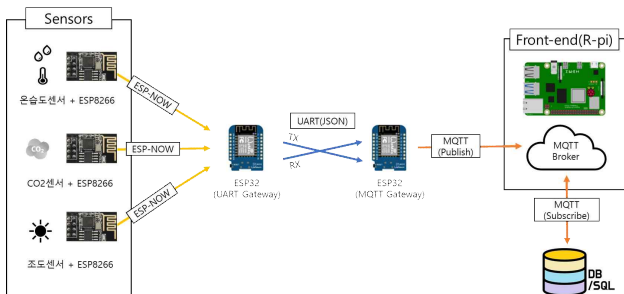 Sensors
ESP-NOW
온습도센서 + ESP8266
CO₂
ESP-NOW
CO2센서 + ESP8266
ESP-NOW
조도센서 + ESP8266
UART(JSON)
TX
RX
ESP32
(UART Gateway)
ESP32
(MQTT Gateway)
MQTT
(Publish)
Front-end(R-pi)
MQTT
Broker
MQTT
(Subscribe)
DB
/SQL